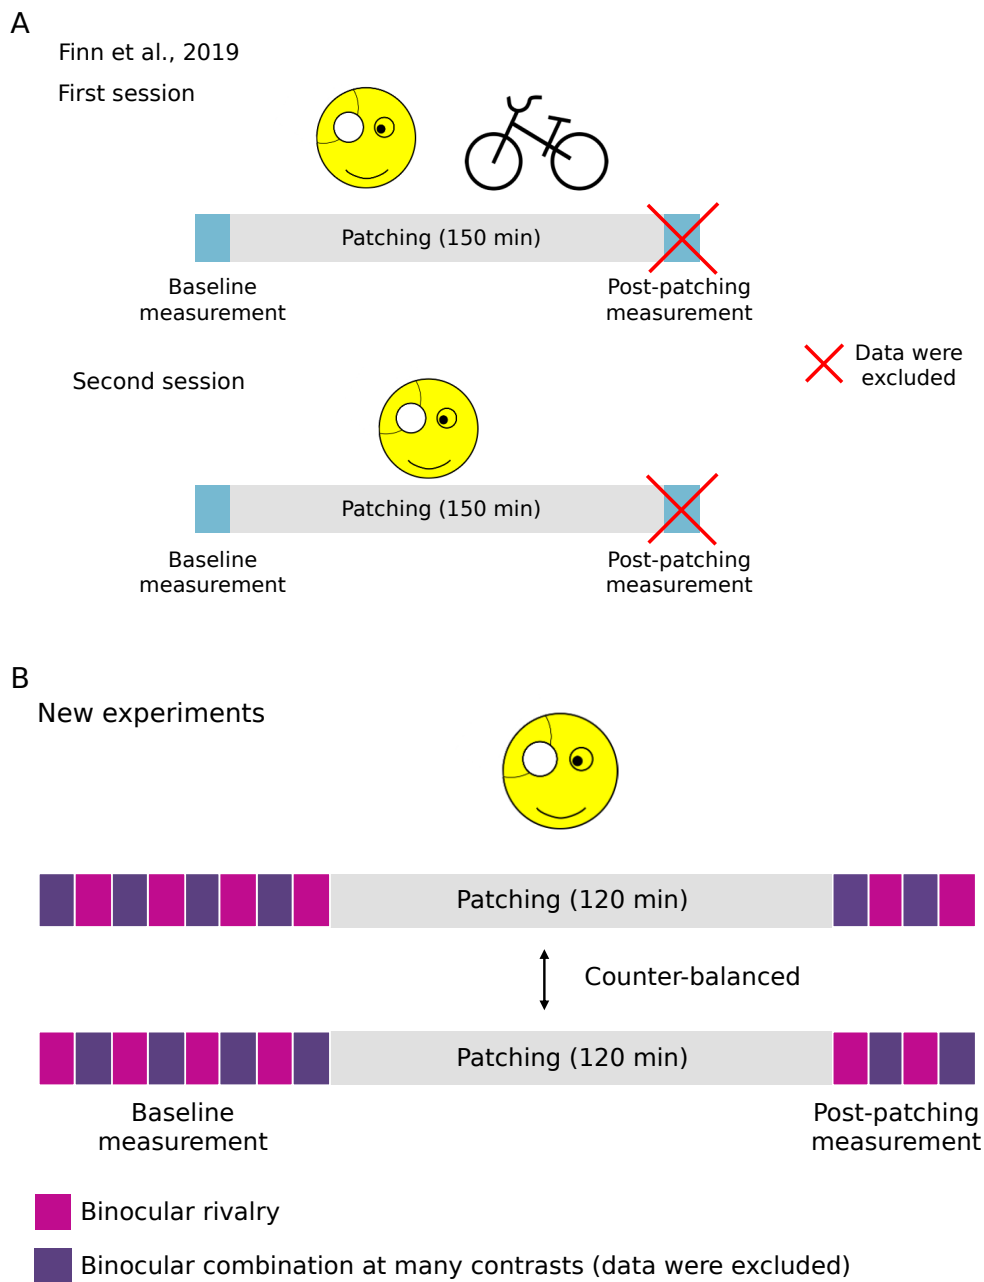 A
Finn et al., 2019
First session
Patching (150 min)
Baseline
measurement
Post-patching
measurement
Data were
excluded
Second session
Patching (150 min)
Baseline
measurement
Post-patching
measurement
B
New experiments
Patching (120 min)
Counter-balanced
Patching (120 min)
Baseline
measurement
Post-patching
measurement
Binocular rivalry
Binocular combination at many contrasts (data were excluded)